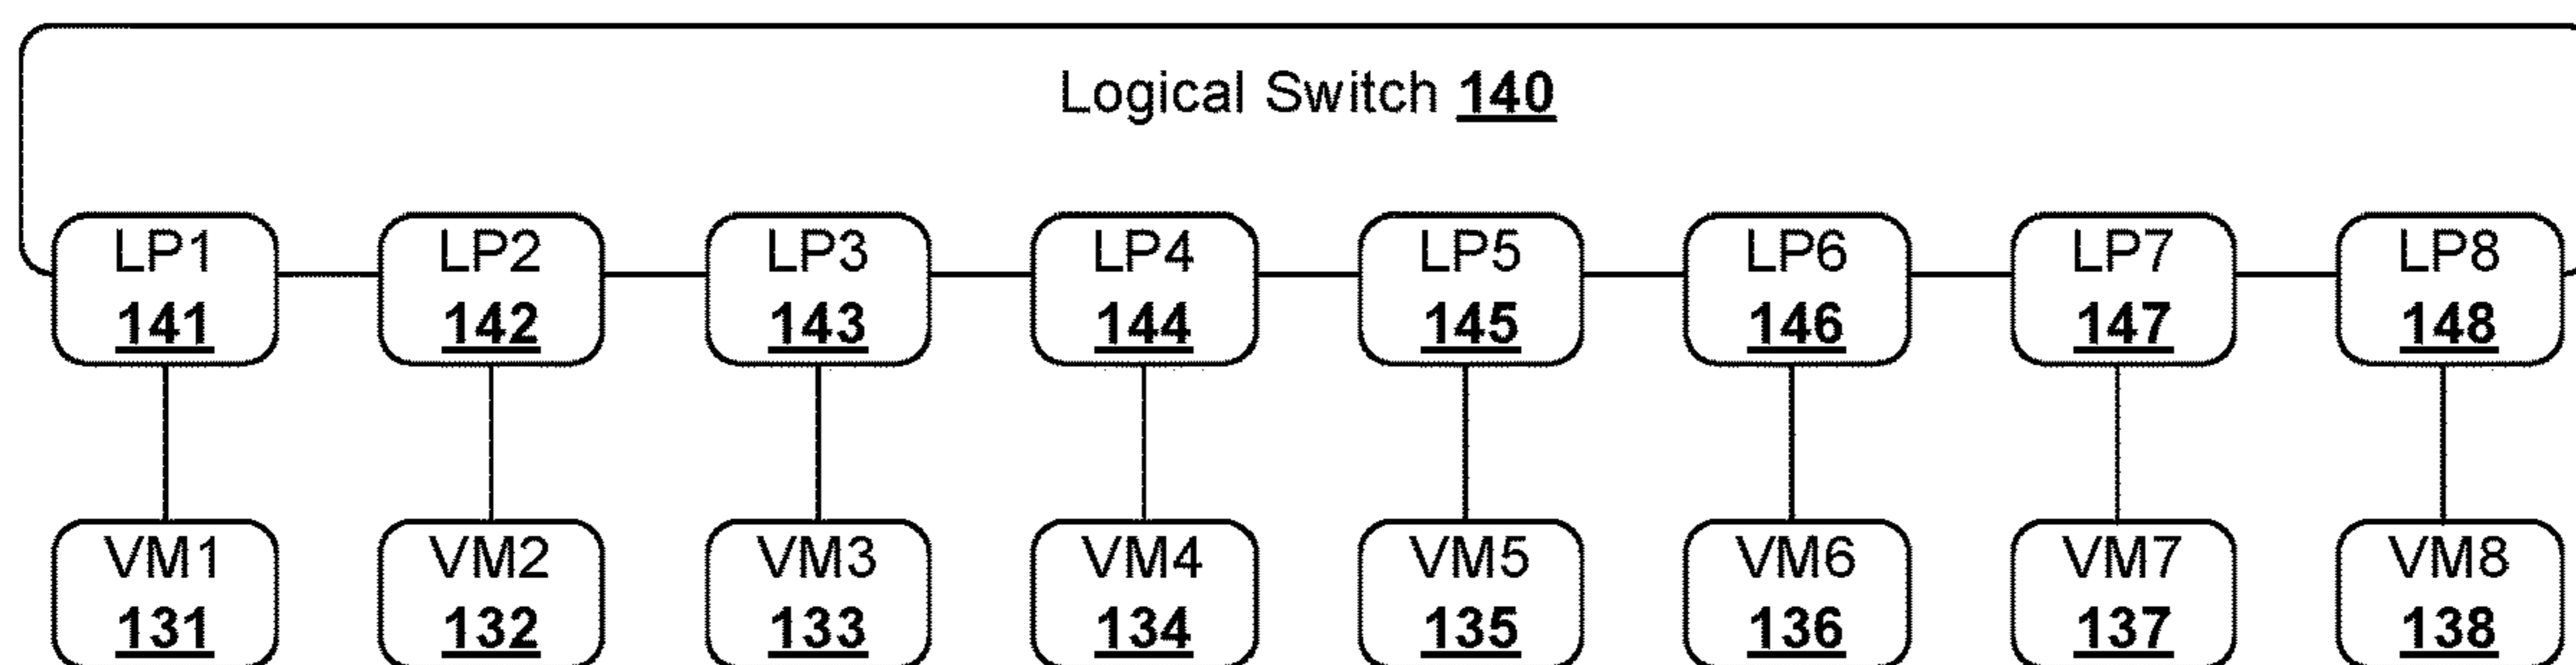 Logical Switch 140
LP1 LP2 LP3 LP4 LP5 LP6 LP7 LP8
141 142 143 144 145 146 147 148
VM1 VM2 VM3 VM4 VM5 VM6 VM7 VM8
131 132 133 134 135 136 137 138